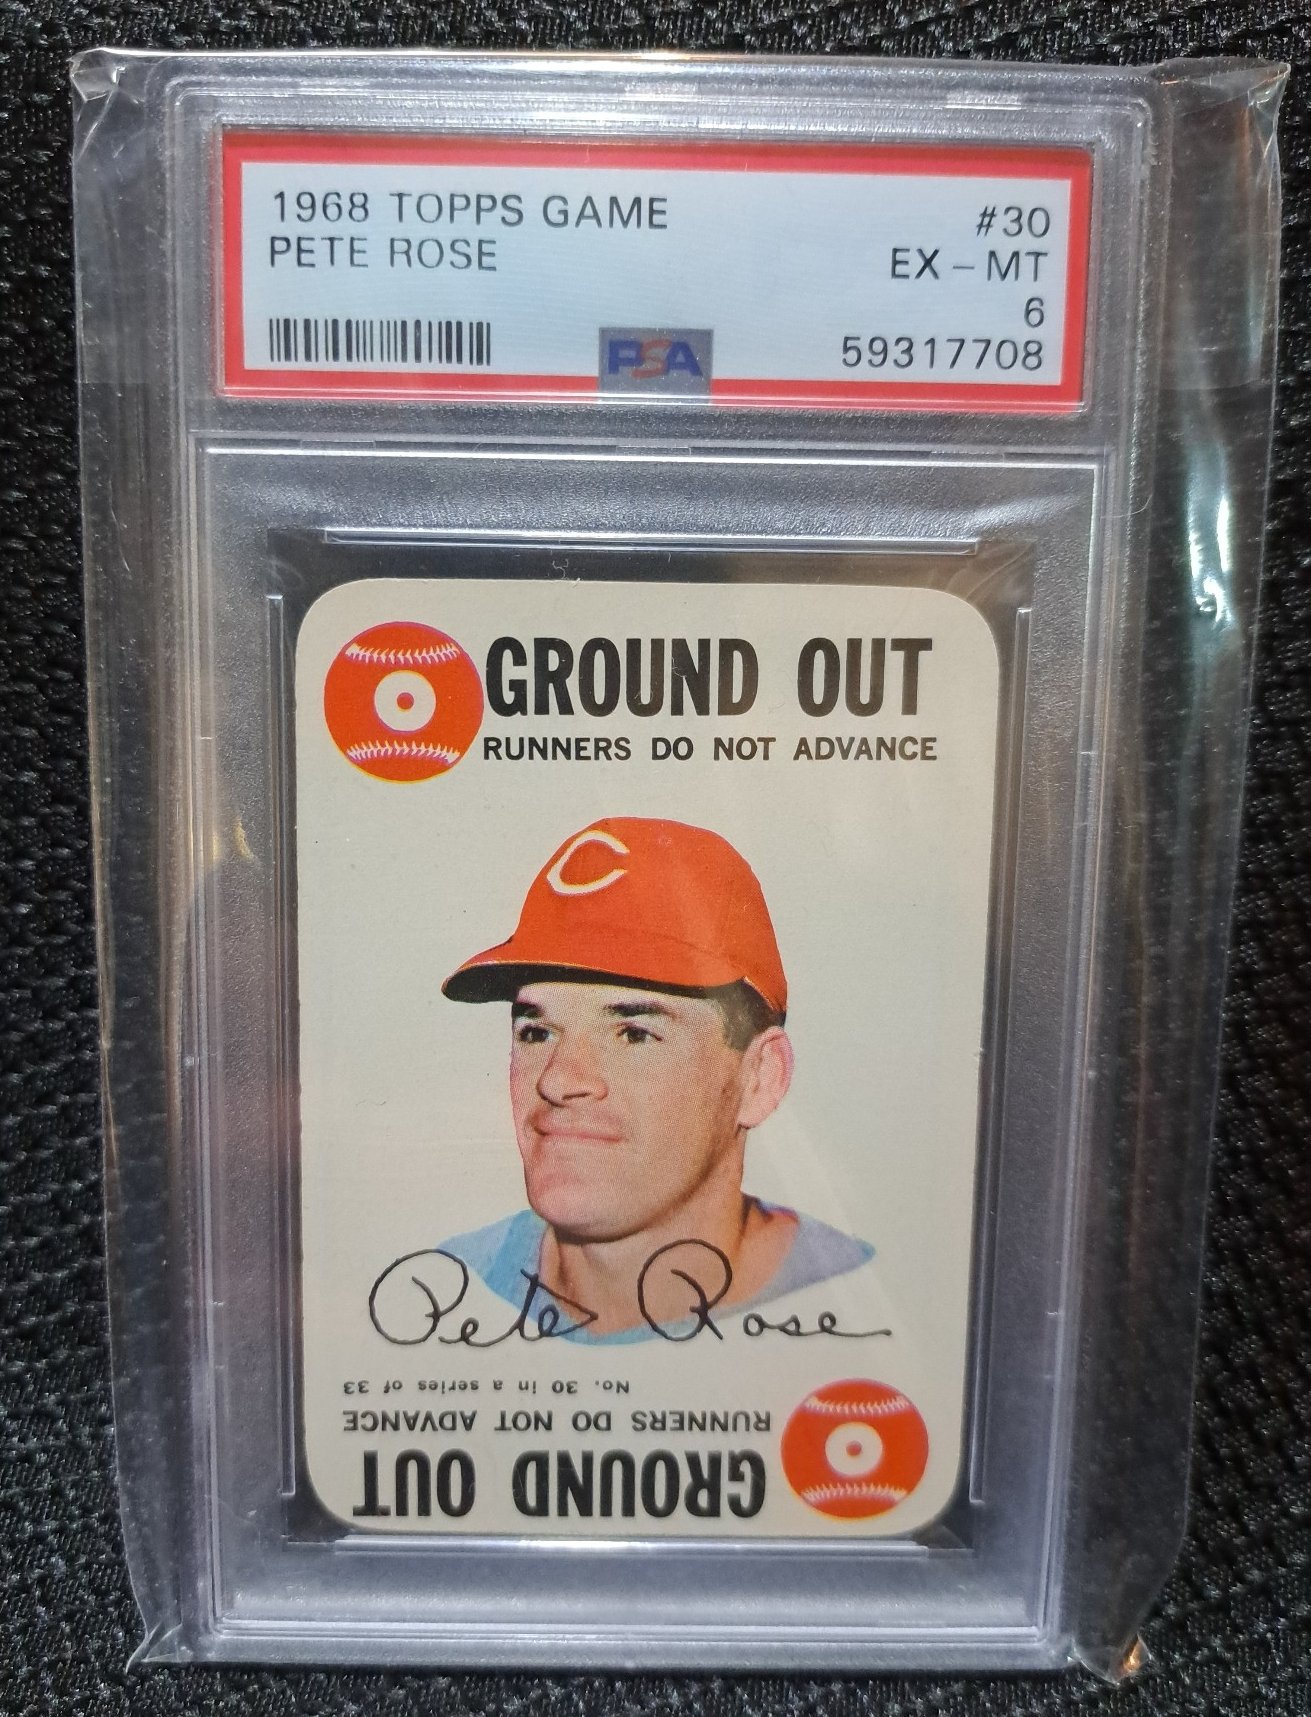 1968 TOPPS GAME #30
PETE ROSE EX - MT
6
PSA 59317708
GROUND OUT
RUNNERS DO NOT ADVANCE
C
Pete Rose
No. 30 in a series of 33
RUNNERS DO NOT ADVANCE
GROUND OUT